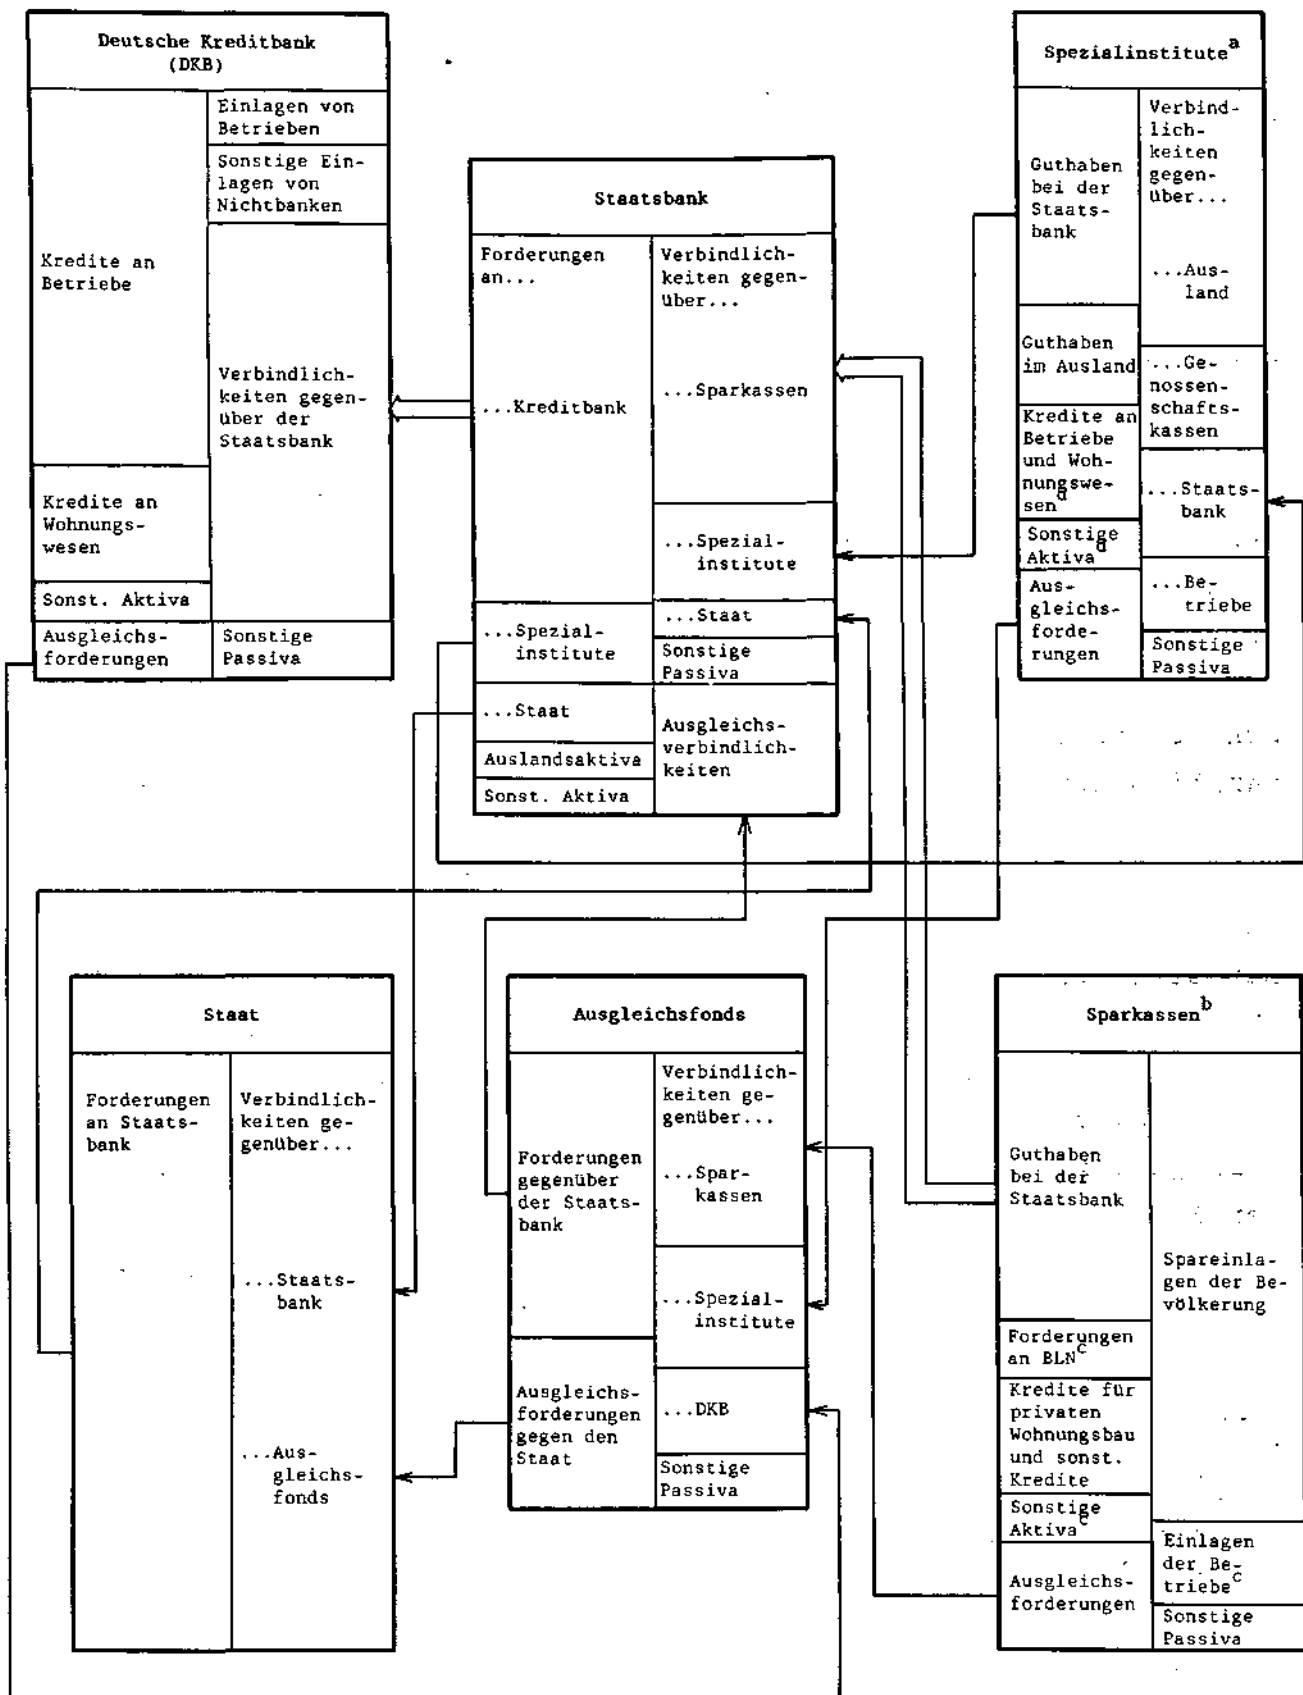 Deutsche Kreditbank
(DKB)
Kredite an
Betriebe
Kredite an
Wohnungs-
wesen
Sonst. Aktiva
Ausgleichs-
forderungen
Einlagen von
Betrieben
Sonstige Ein-
lagen von
Nichtbanken
Verbindlich-
keiten gegen-
über der
Staatsbank
Sonstige
Passiva
Staatsbank
Forderungen
an...
...Kreditbank
...Spezial-
institute
...Staat
Auslandsaktiva
Sonst. Aktiva
Verbindlich-
keiten gegen-
über...
...Sparkassen
...Spezial-
institute
...Staat
Sonstige
Passiva
Ausgleichs-
verbindlich-
keiten
Spezialinstitute a
Guthaben
bei der
Staats-
bank
Guthaben
im Ausland
Kredite an
Betriebe
und Woh-
nungswe-
sen d
Sonstige
Aktiva d
Aus-
gleichs-
forde-
rungen
Verbind-
lich-
keiten
gegen-
über...
...Aus-
land
...Ge-
nossen-
schafts-
kassen
...Staats-
bank
...Be-
triebe
Sonstige
Passiva
Staat
Forderungen
an Staats-
bank
Verbindlich-
keiten ge-
genüber...
...Staats-
bank
...Aus-
gleichs-
fonds
Ausgleichsfonds
Forderungen
gegenüber
der Staats-
bank
Ausgleichs-
forderungen
gegen den
Staat
Verbindlich-
keiten ge-
genüber...
...Spar-
kassen
...Spezial-
institute
...DKB
Sonstige
Passiva
Sparkassen b
Guthaben
bei der
Staatsbank
Forderungen
an BLN c
Kredite für
privaten
Wohnungsbau
und sonst.
Kredite
Sonstige
Aktiva c
Ausgleichs-
forderungen
Spareinla-
gen der Be-
völkerung
Einlagen
der Be-
triebe c
Sonstige
Passiva